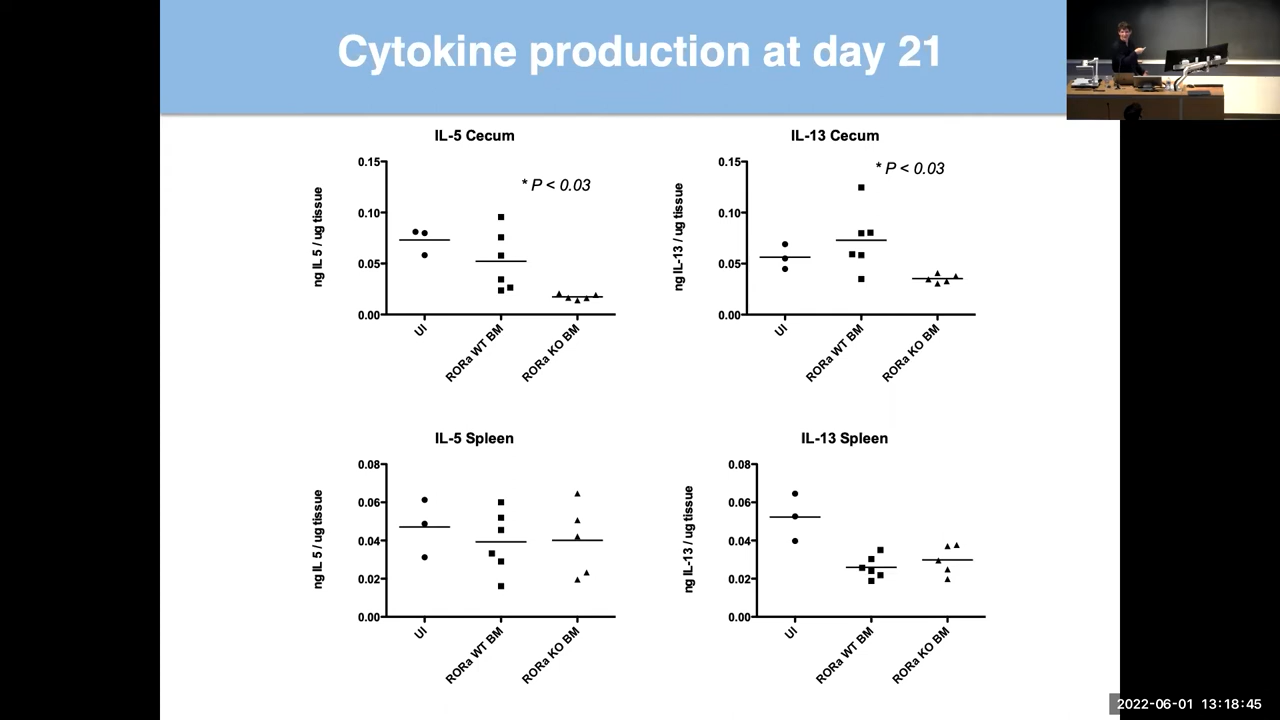 Cytokine production at day 21
IL-5 Cecum
* P < 0.03
ng IL 5 / ug tissue
0.15
0.10
0.05
0.00
UI
RORa WT BM
RORa KO BM
IL-13 Cecum
* P < 0.03
ng IL-13 / ug tissue
0.15
0.10
0.05
0.00
UI
RORa WT BM
RORa KO BM
IL-5 Spleen
ng IL 5 / ug tissue
0.08
0.06
0.04
0.02
0.00
UI
RORa WT BM
RORa KO BM
IL-13 Spleen
ng IL-13 / ug tissue
0.08
0.06
0.04
0.02
0.00
UI
RORa WT BM
RORa KO BM
2022-06-01 13:18:45